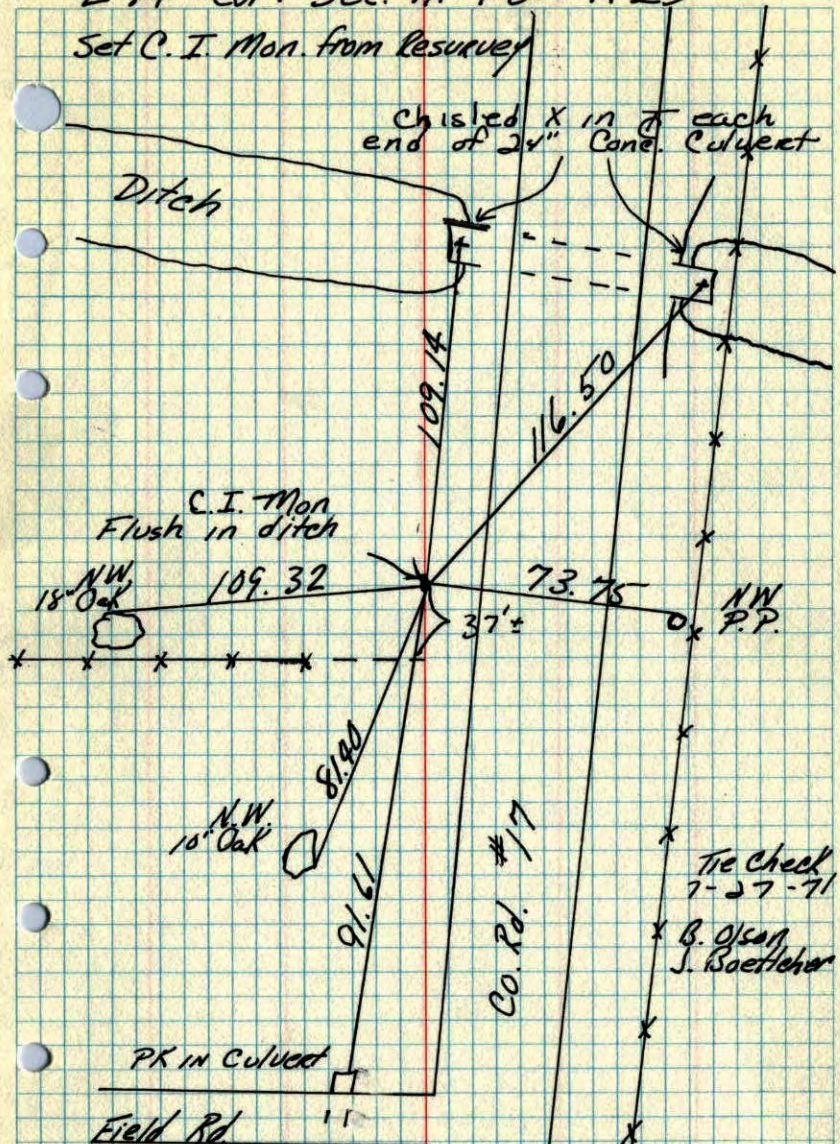 Set C. I. Mon. from Resurvey
Chisled X in each
end of 24" Conc. Culvert
Ditch
109.14
116.50
C. I. Mon
Flush in ditch
N.W.
18" Oak
109.32
73.75
NW
P.P.
37'±
81.40
N.W.
10" Oak
91.61
Co. Rd. #17
Tie Check
7-27-71
B. Olson
J. Boettcher
PK IN Culvert
Field Rd